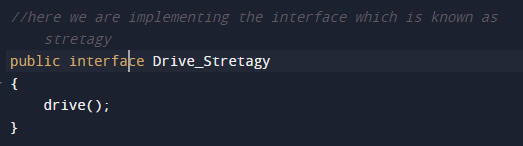 //here we are implementing the interface which is known as
stretagy
public interface Drive_Stretagy
{
drive();
}